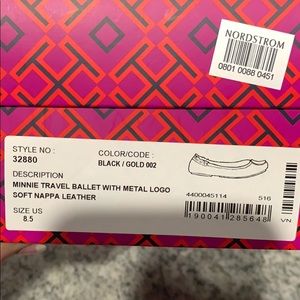 NORDSTROM
0801 0088 0451
STYLE NO :
32880
COLOR/CODE :
BLACK / GOLD 002
DESCRIPTION
MINNIE TRAVEL BALLET WITH METAL LOGO
SOFT NAPPA LEATHER
4400045114
516
SIZE US
8.5
190041285648
VZ